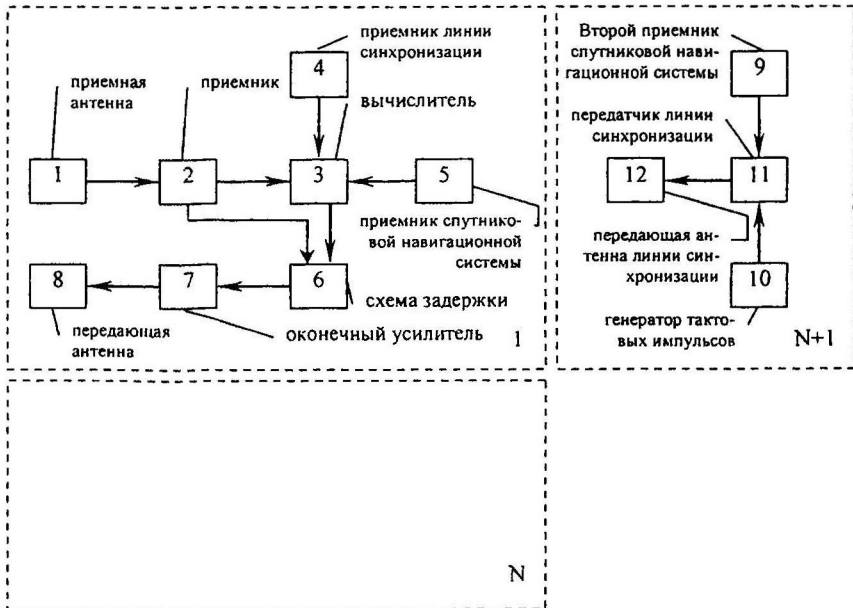 приемник линии
синхронизации
4
приемная
антенна
приемник
вычислитель
1
2
3
5
приемник спутнико-
вой навигационной
системы
8
7
6
схема задержки
передающая
антенна
оконечный усилитель
1
Второй приемник
спутниковой нави-
гационной системы
9
передатчик линии
синхронизации
12
11
передающая ан-
тенна линии син-
хронизации
10
генератор такто-
вых импульсов
N+1
N